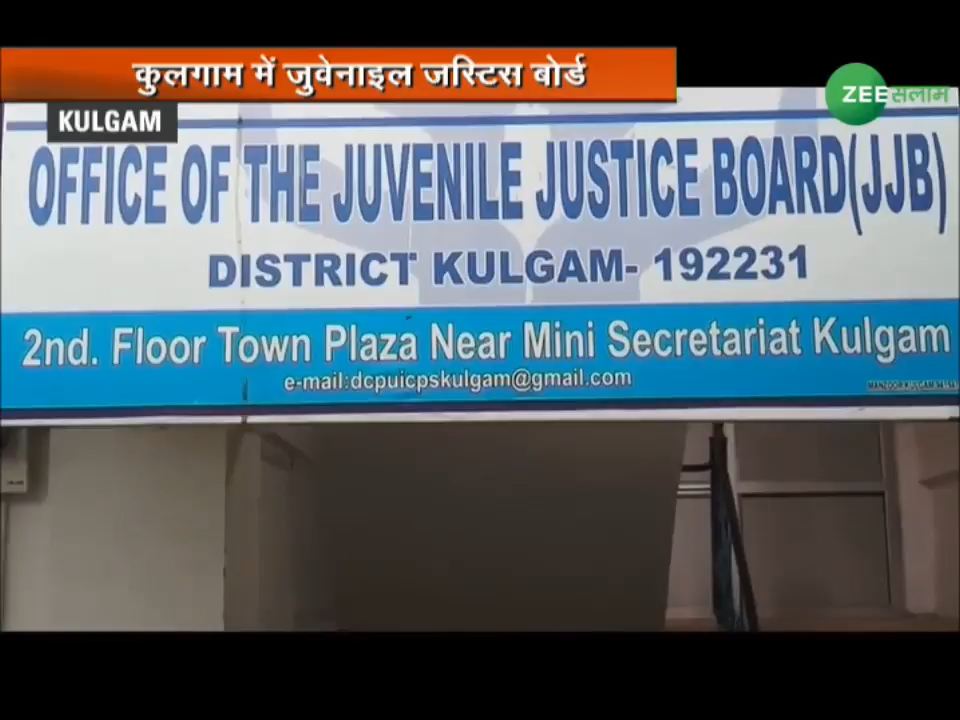 कुलगाम में जुवेनाइल जस्टिस बोर्ड
ZEE सलाम
KULGAM
OFFICE OF THE JUVENILE JUSTICE BOARD(JJB)
DISTRICT KULGAM- 192231
2nd. Floor Town Plaza Near Mini Secretariat Kulgam
e-mail:dcpuicpskulgam@gmail.com